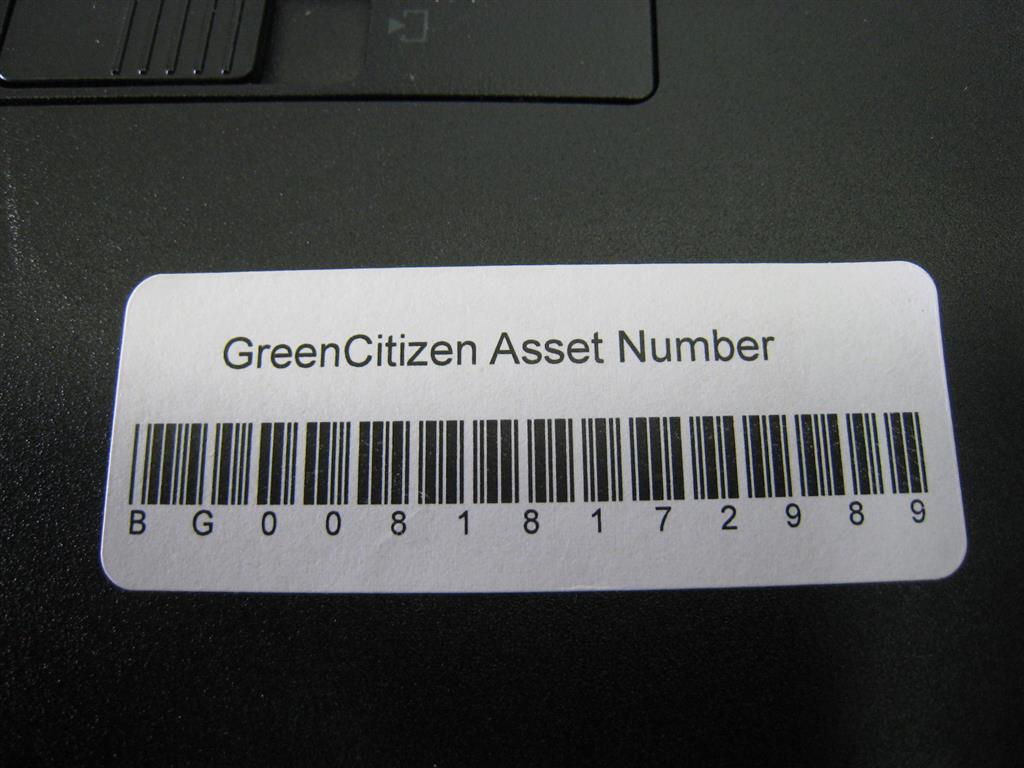 GreenCitizen Asset Number
B G 0 0 8 1 8 1 7 2 9 8 9